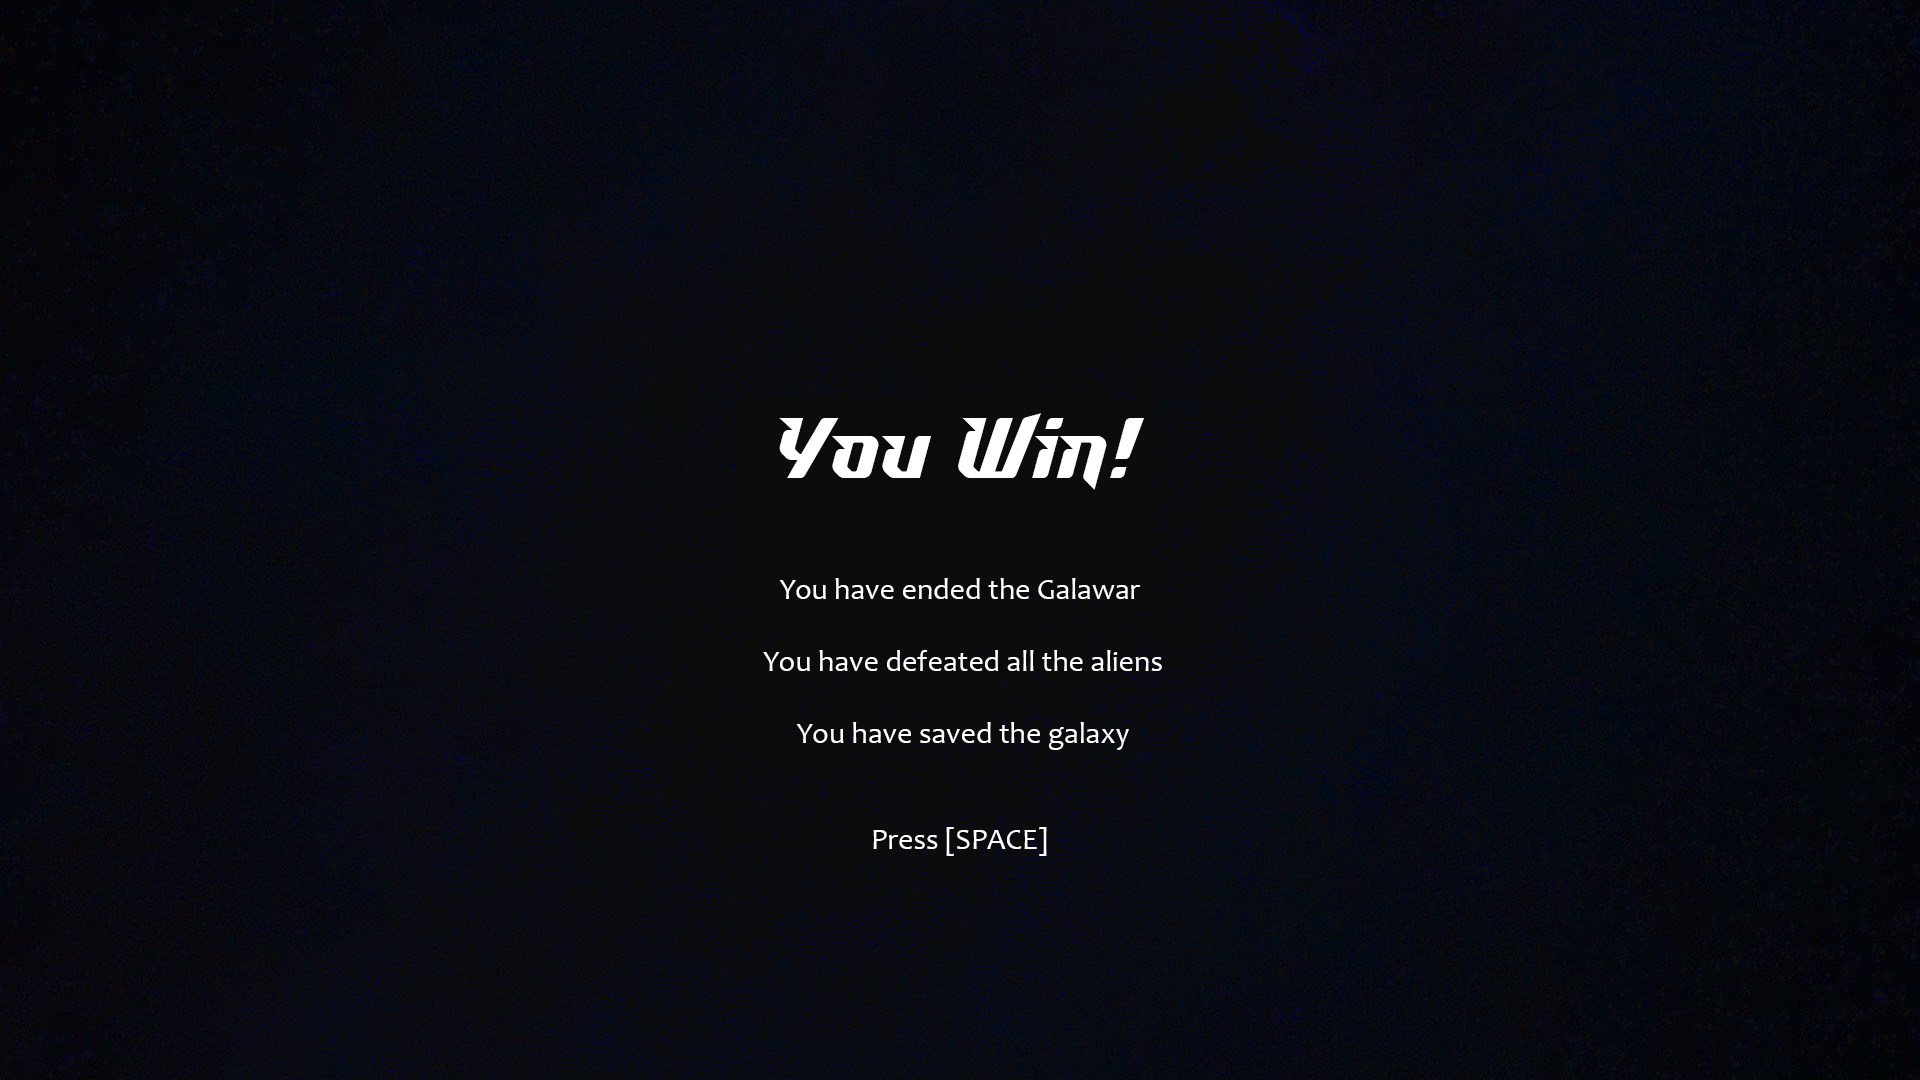 You Win!
You have ended the Galawar
You have defeated all the aliens
You have saved the galaxy
Press [SPACE]